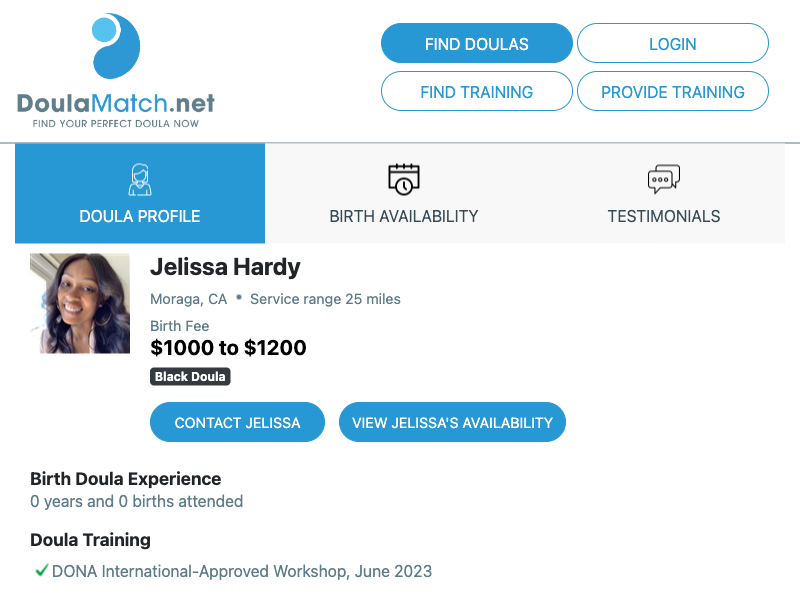 DoulaMatch.net
FIND YOUR PERFECT DOULA NOW
FIND DOULAS
LOGIN
FIND TRAINING
PROVIDE TRAINING
DOULA PROFILE
BIRTH AVAILABILITY
TESTIMONIALS
Jelissa Hardy
Moraga, CA • Service range 25 miles
Birth Fee
$1000 to $1200
Black Doula
CONTACT JELISSA
VIEW JELISSA'S AVAILABILITY
Birth Doula Experience
0 years and 0 births attended
Doula Training
DONA International-Approved Workshop, June 2023